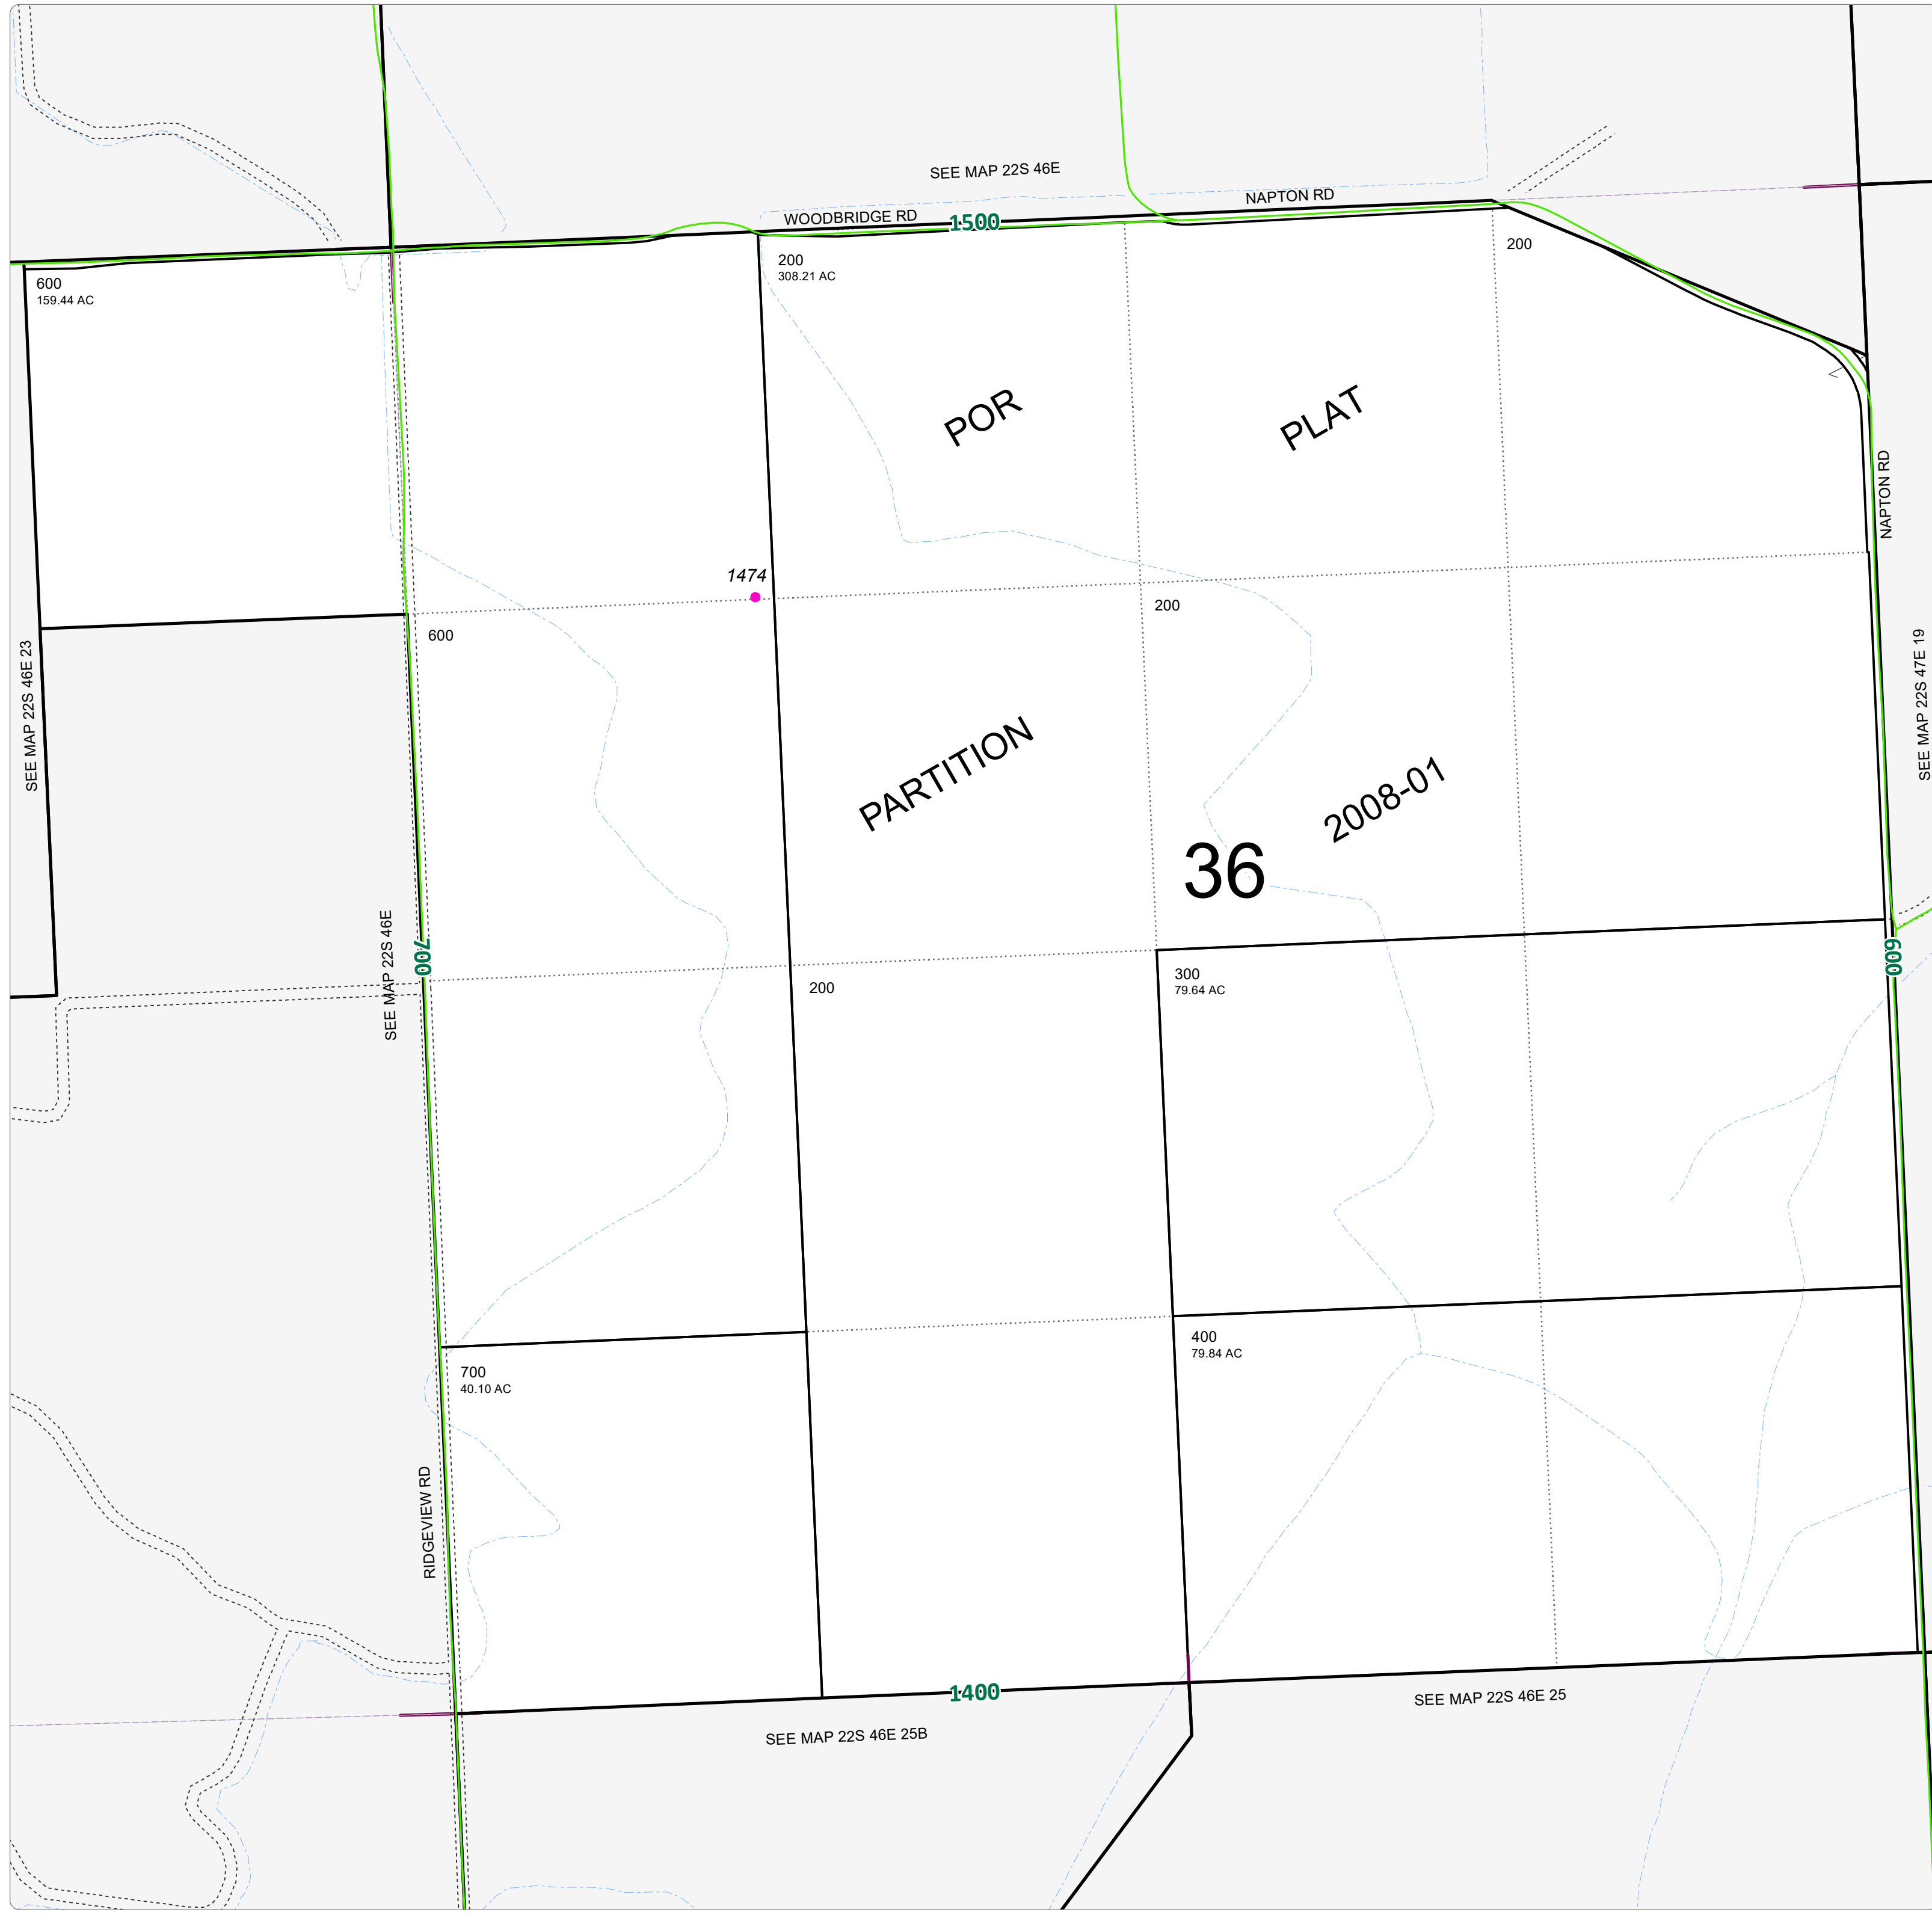 SEE MAP 22S 46E
NAPTON RD
WOODBRIDGE RD
1500
200
200
308.21 AC
600
159.44 AC
POR
PLAT
NAPTON RD
1474
200
600
SEE MAP 22S 46E 23
SEE MAP 22S 47E 19
PARTITION
2008-01
36
SEE MAP 22S 46E
700
600
300
79.64 AC
200
400
79.84 AC
700
40.10 AC
RIDGEVIEW RD
1400
SEE MAP 22S 46E 25
SEE MAP 22S 46E 25B